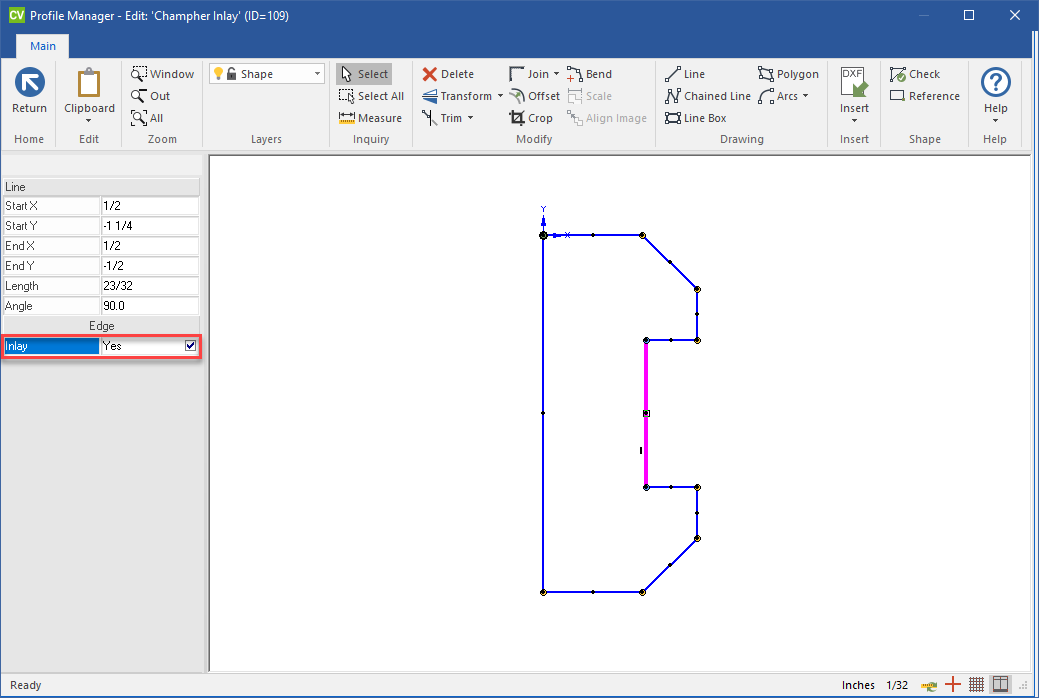 CV Profile Manager - Edit: 'Champher Inlay' (ID=109)
Main
Return
Home
Clipboard
Edit
Window
Out
All
Zoom
Shape
Layers
Select
Select All
Measure
Inquiry
Delete
Transform
Trim
Join
Offset
Crop
Bend
Scale
Align Image
Modify
Line
Chained Line
Line Box
Polygon
Arcs
Drawing
DXF
Insert
Insert
Check
Reference
Shape
Help
Help
Line
Start X 1/2
Start Y -1 1/4
End X 1/2
End Y -1/2
Length 23/32
Angle 90.0
Edge
Inlay Yes
Y
X
I
Ready
Inches 1/32